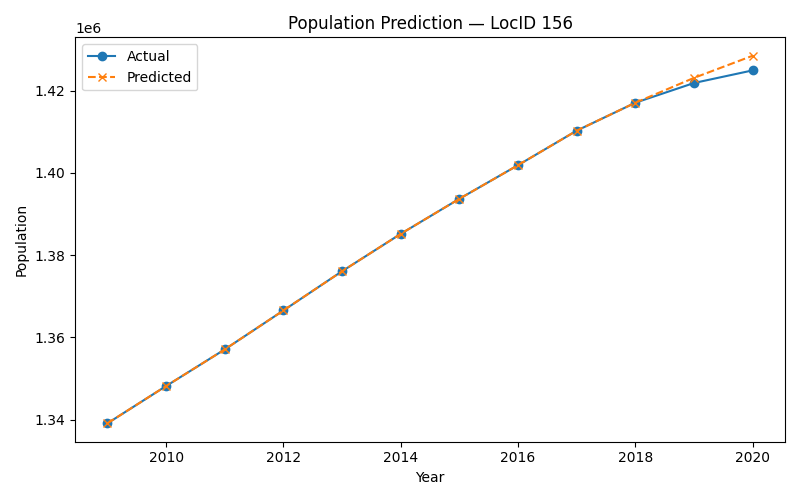 Population Prediction — LocID 156
1e6
Actual
Predicted
1.42
1.40
1.38
1.36
1.34
Population
2010 2012 2014 2016 2018 2020
Year